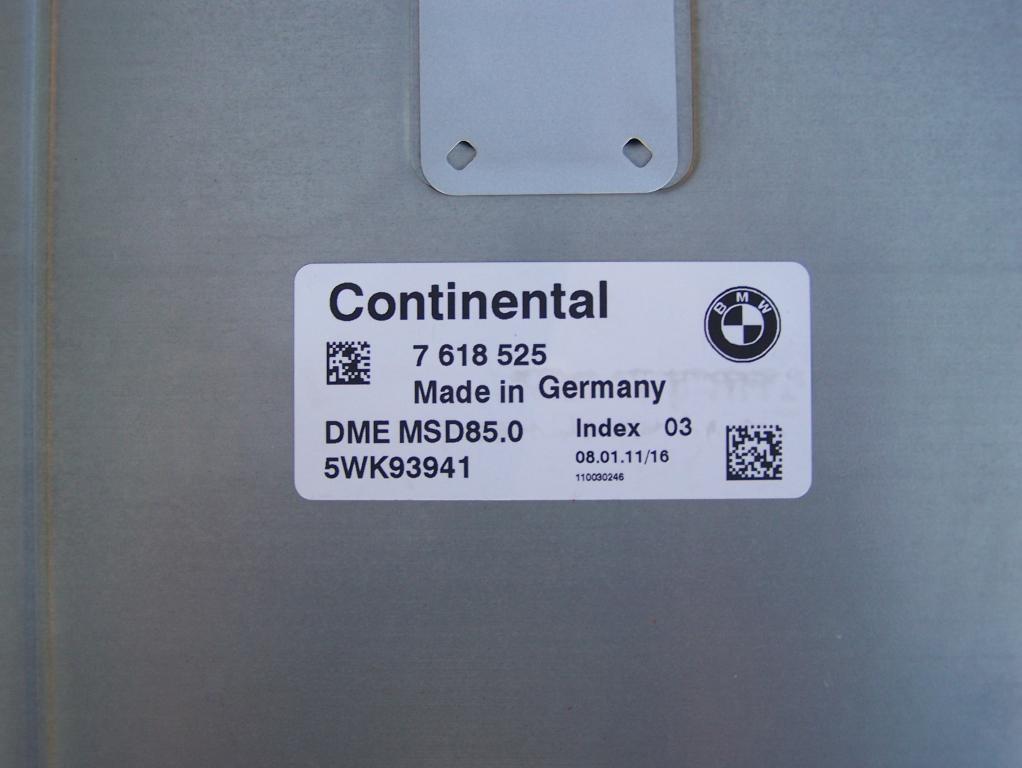 Continental
BMW
7 618 525
Made in Germany
DME MSD85.0 Index 03
5WK93941 08.01.11/16
110030246